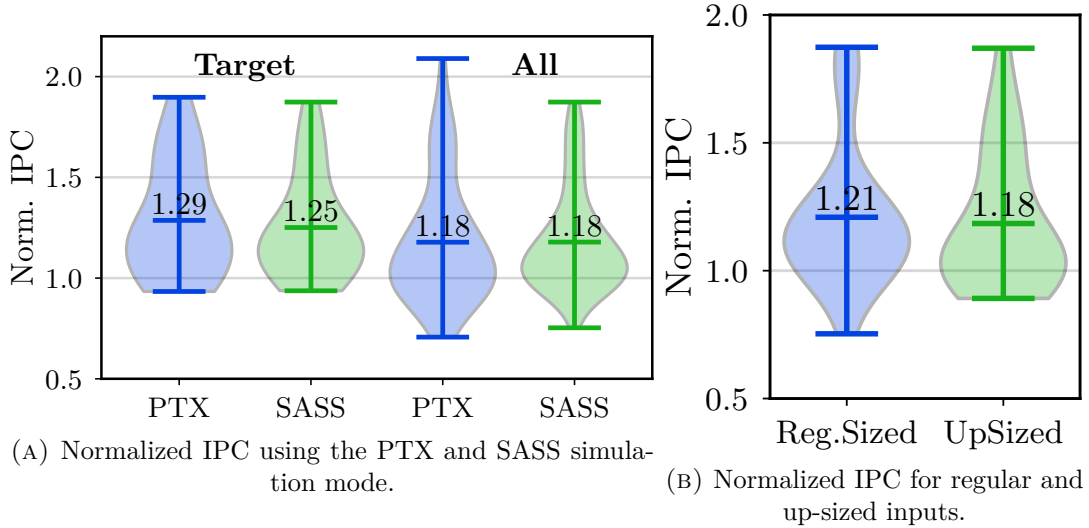 Norm. IPC
2.0
1.5
1.0
0.5
Target
All
1.29
1.25
1.18
1.18
PTX
SASS
PTX
SASS
(A) Normalized IPC using the PTX and SASS simula-
tion mode.
Norm. IPC
2.0
1.5
1.0
0.5
1.21
1.18
Reg.Sized
UpSized
(B) Normalized IPC for regular and
up-sized inputs.